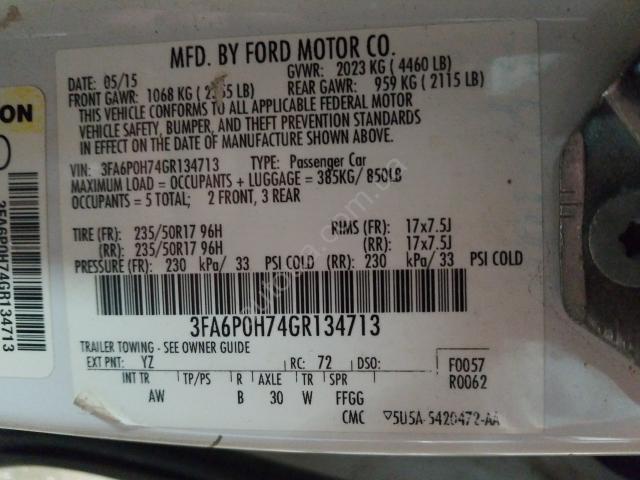 MFD. BY FORD MOTOR CO.
DATE: 05/15 GVWR: 2023 KG ( 4460 LB)
FRONT GAWR: 1068 KG ( LB) REAR GAWR: 959 KG ( 2115 LB)
THIS VEHICLE CONFORMS TO ALL APPLICABLE FEDERAL MOTOR
VEHICLE SAFETY, BUMPER, AND THEFT PREVENTION STANDARDS
IN EFFECT ON THE DATE OF MANUFACTURE SHOWN ABOVE.
VIN: 3FA6P0H74GR134713 TYPE: Passenger Car
MAXIMUM LOAD = OCCUPANTS + LUGGAGE = 385KG/ 850LB
OCCUPANTS = 5 TOTAL; 2 FRONT, 3 REAR
TIRE (FR): 235/50R17 96H RIMS (FR): 17x7.5J
(RR): 235/50R17 96H (RR): 17x7.5J
PRESSURE (FR): 230 kPa/ 33 PSI COLD (RR): 230 kPa/ 33 PSI COLD
3FA6P0H74GR134713
TRAILER TOWING - SEE OWNER GUIDE
EXT PNT: YZ RC: 72 DSO: F0057
R0062
INT TR TP/PS R AXLE TR SPR
AW B 30 W FFGG
CMC ▽5U5A-5420472-AA
3FA6P0H74GR134713